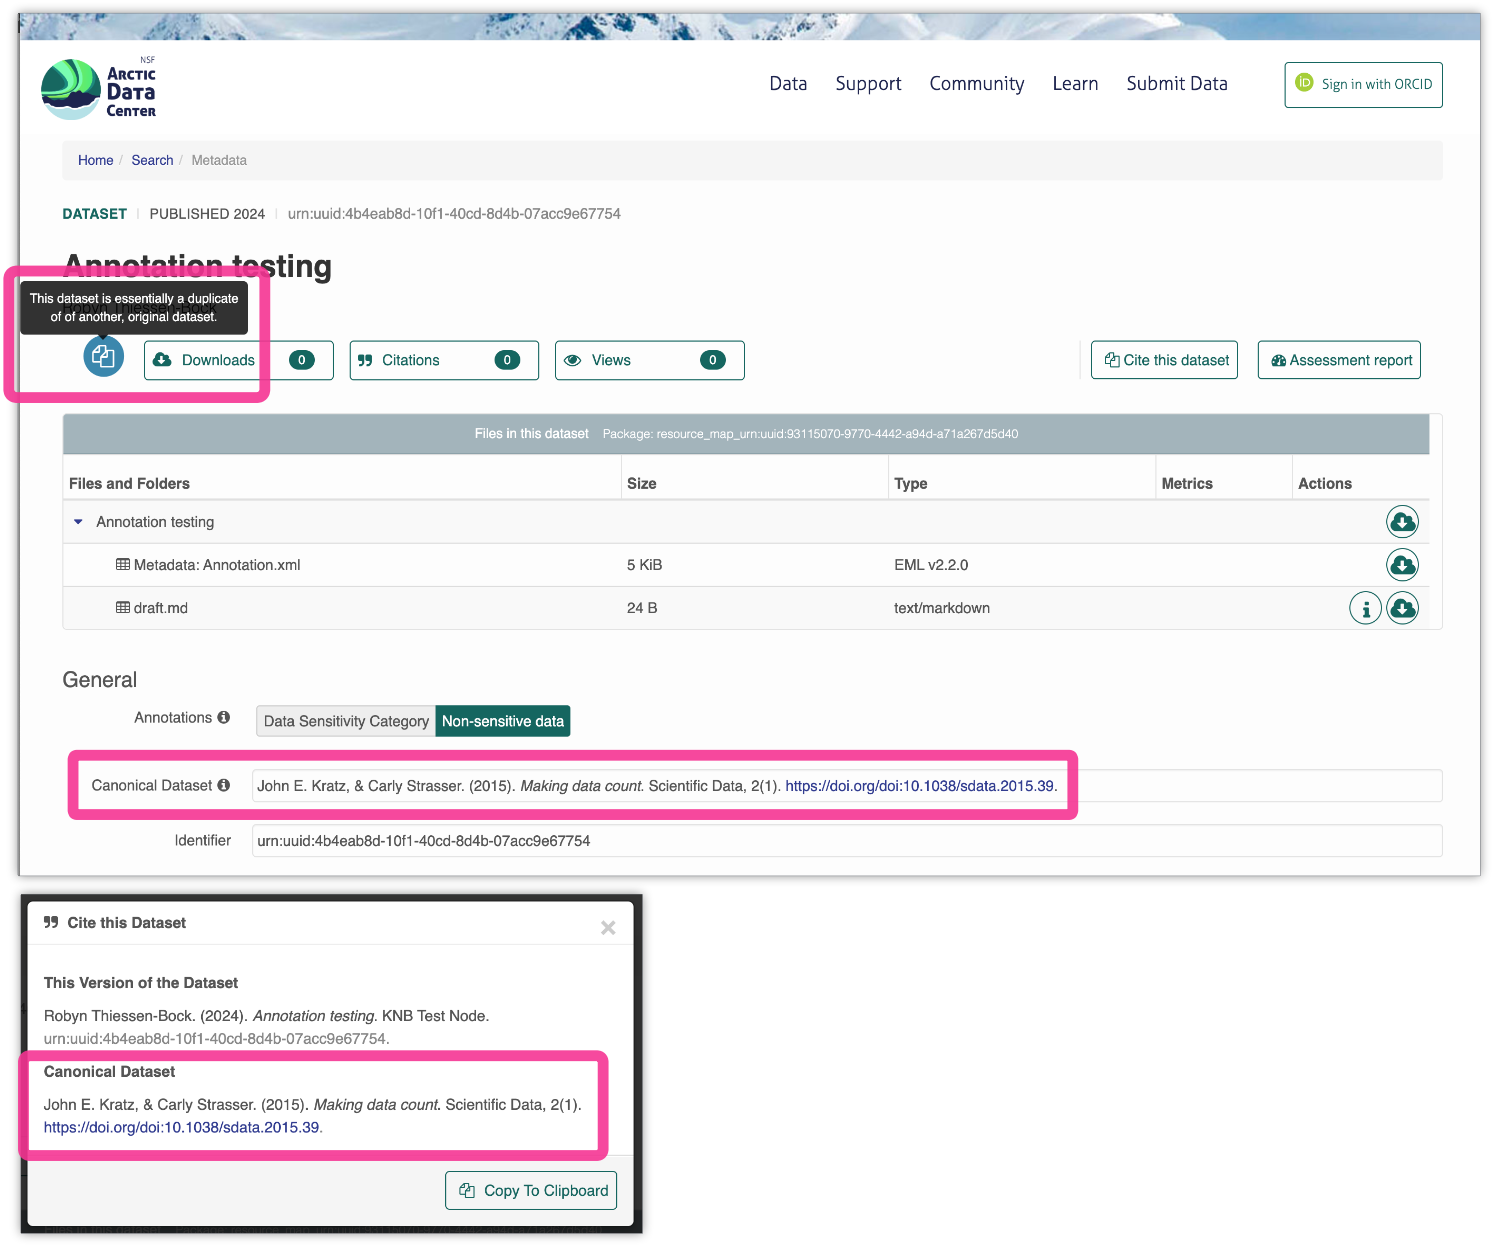 NSF
ARCTIC
DATA
CENTER
Data Support Community Learn Submit Data
iD Sign in with ORCID
Home / Search / Metadata
DATASET | PUBLISHED 2024 | urn:uuid:4b4eab8d-10f1-40cd-8d4b-07acc9e67754
Annotation testing
Robyn Thiessen-Bock
This dataset is essentially a duplicate
of of another, original dataset.
Downloads 0 Citations 0 Views 0 Cite this dataset Assessment report
Files in this dataset Package: resource_map_urn:uuid:93115070-9770-4442-a94d-a71a267d5d40
Files and Folders Size Type Metrics Actions
Annotation testing
Metadata: Annotation.xml 5 KiB EML v2.2.0
draft.md 24 B text/markdown
General
Annotations Data Sensitivity Category Non-sensitive data
Canonical Dataset John E. Kratz, & Carly Strasser. (2015). Making data count. Scientific Data, 2(1). https://doi.org/doi:10.1038/sdata.2015.39.
Identifier urn:uuid:4b4eab8d-10f1-40cd-8d4b-07acc9e67754
Cite this Dataset ×
This Version of the Dataset
Robyn Thiessen-Bock. (2024). Annotation testing. KNB Test Node.
urn:uuid:4b4eab8d-10f1-40cd-8d4b-07acc9e67754.
Canonical Dataset
John E. Kratz, & Carly Strasser. (2015). Making data count. Scientific Data, 2(1).
https://doi.org/doi:10.1038/sdata.2015.39.
Copy To Clipboard